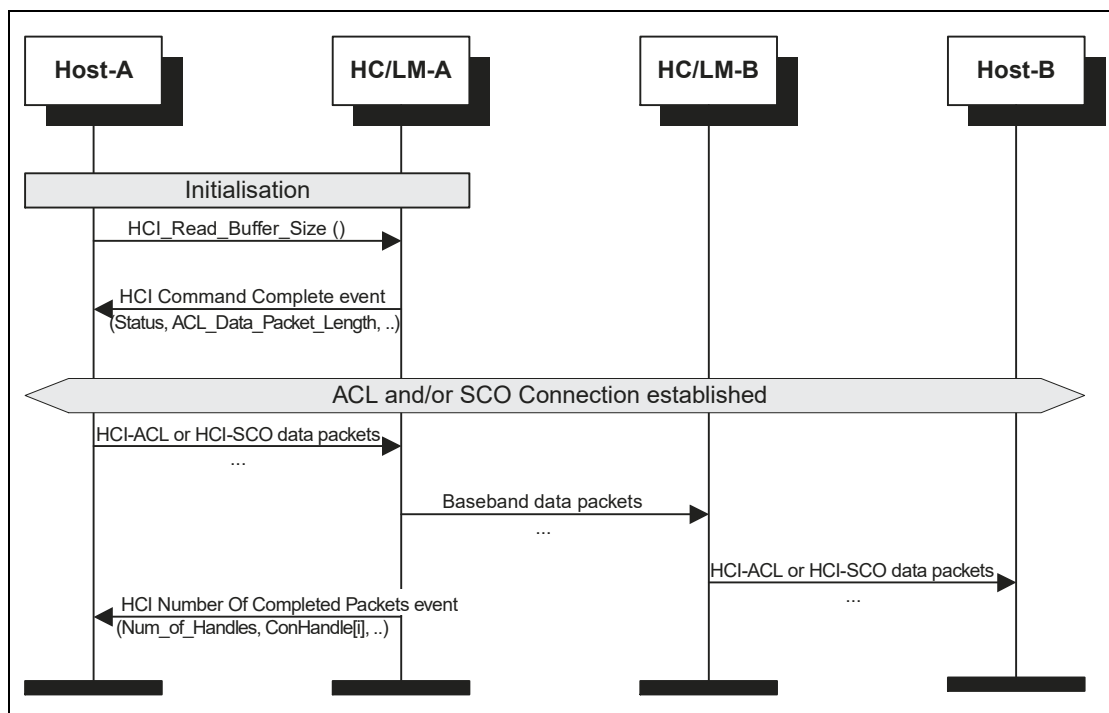 Host-A
HC/LM-A
HC/LM-B
Host-B
Initialisation
HCI_Read_Buffer_Size ()
HCI Command Complete event
(Status, ACL_Data_Packet_Length, ..)
ACL and/or SCO Connection established
HCI-ACL or HCI-SCO data packets
...
Baseband data packets
...
HCI-ACL or HCI-SCO data packets
...
HCI Number Of Completed Packets event
(Num_of_Handles, ConHandle[i], ..)